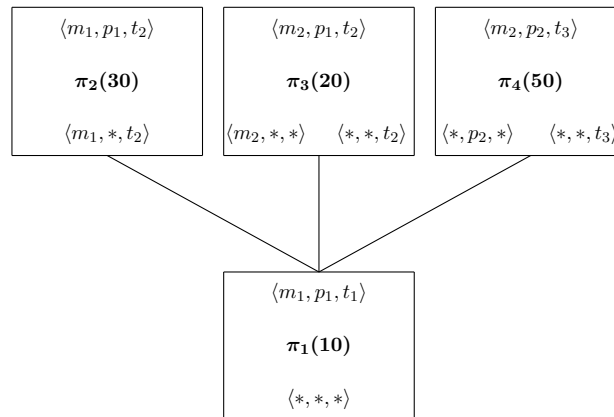 ⟨m₁, p₁, t₂⟩ ⟨m₂, p₁, t₂⟩ ⟨m₂, p₂, t₃⟩
π₂(30) π₃(20) π₄(50)
⟨m₁, *, t₂⟩ ⟨m₂, *, *⟩ ⟨*, *, t₂⟩ ⟨*, p₂, *⟩ ⟨*, *, t₃⟩
⟨m₁, p₁, t₁⟩
π₁(10)
⟨*, *, *⟩